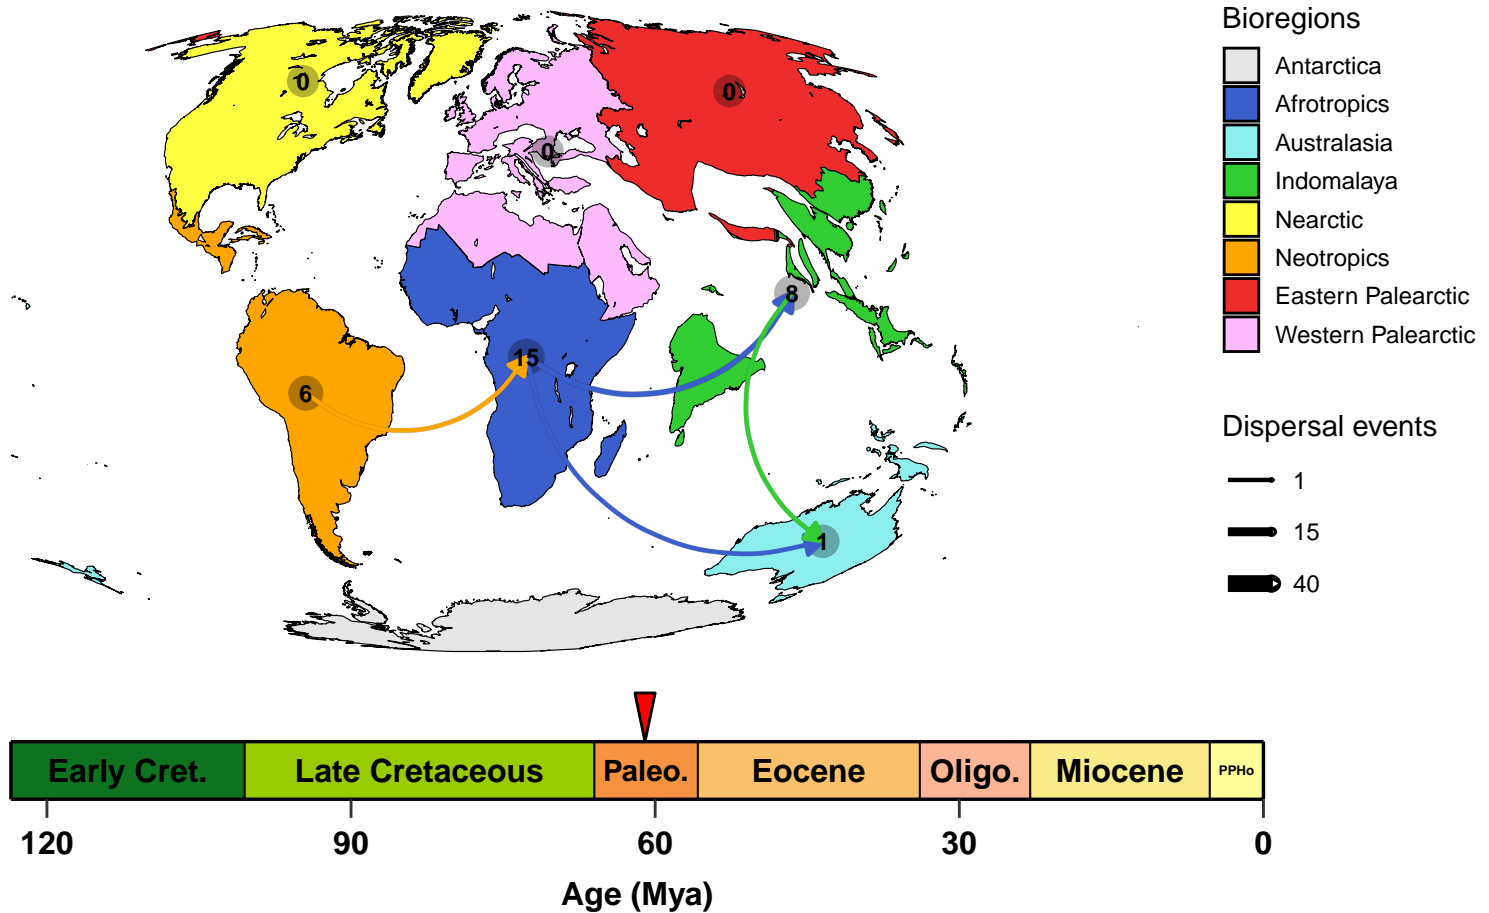 Bioregions
Antarctica
Afrotropics
Australasia
Indomalaya
Nearctic
Neotropics
Eastern Palearctic
Western Palearctic
0
0
0
8
15
6
1
Dispersal events
1
15
40
Early Cret.
Late Cretaceous
Paleo.
Eocene
Oligo.
Miocene
PPHo
120
90
60
30
0
Age (Mya)